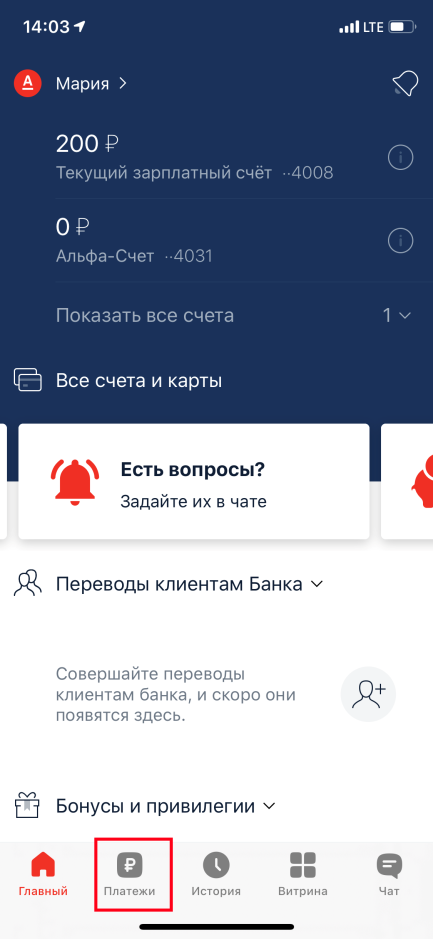 14:03 LTE
А Мария
200 ₽
Текущий зарплатный счёт ··4008
0 ₽
Альфа-Счет ··4031
Показать все счета 1
Все счета и карты
Есть вопросы?
Задайте их в чате
Переводы клиентам Банка
Совершайте переводы
клиентам банка, и скоро они
появятся здесь.
Бонусы и привилегии
Главный Платежи История Витрина Чат